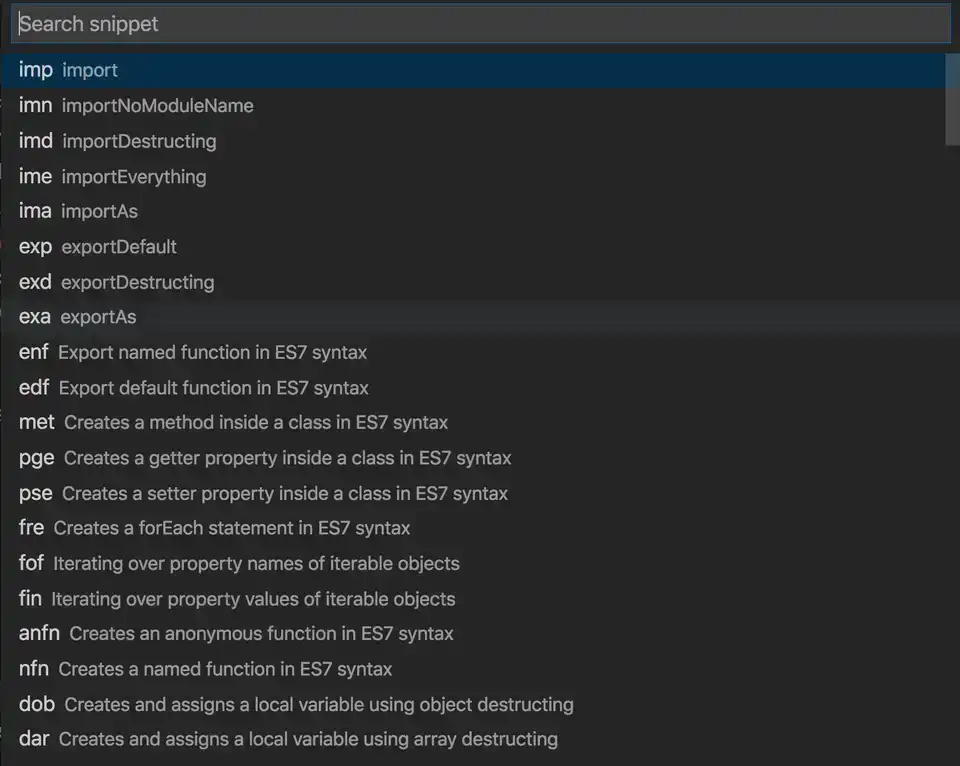 Search snippet
imp import
imn importNoModuleName
imd importDestructing
ime importEverything
ima importAs
exp exportDefault
exd exportDestructing
exa exportAs
enf Export named function in ES7 syntax
edf Export default function in ES7 syntax
met Creates a method inside a class in ES7 syntax
pge Creates a getter property inside a class in ES7 syntax
pse Creates a setter property inside a class in ES7 syntax
fre Creates a forEach statement in ES7 syntax
fof Iterating over property names of iterable objects
fin Iterating over property values of iterable objects
anfn Creates an anonymous function in ES7 syntax
nfn Creates a named function in ES7 syntax
dob Creates and assigns a local variable using object destructing
dar Creates and assigns a local variable using array destructing